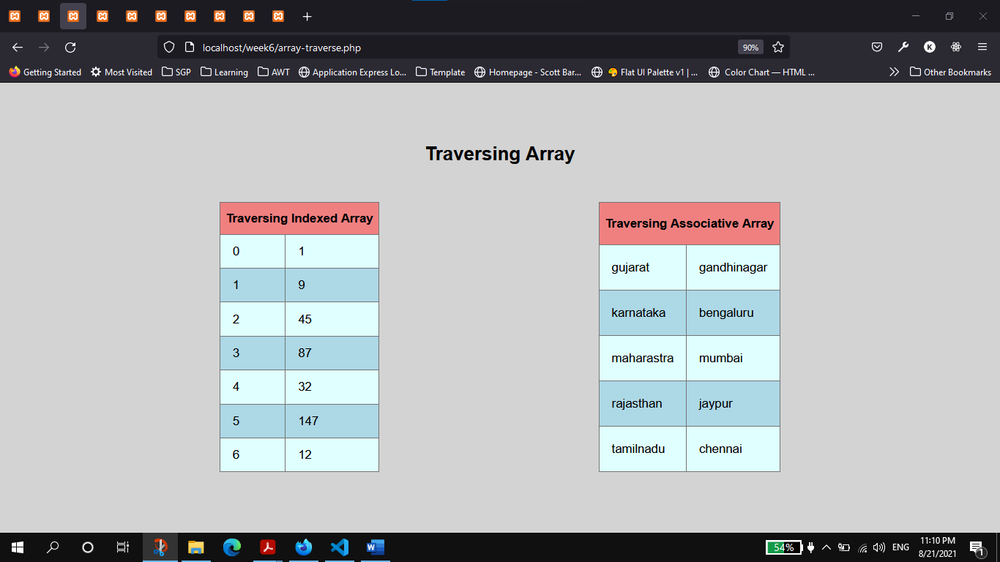 localhost/week6/array-traverse.php 90% K
Getting Started Most Visited SGP Learning AWT Application Express Lo... Template Homepage - Scott Bar... Flat UI Palette v1 | ... Color Chart — HTML ... Other Bookmarks
Traversing Array
Traversing Indexed Array
0 1
1 9
2 45
3 87
4 32
5 147
6 12
Traversing Associative Array
gujarat gandhinagar
karnataka bengaluru
maharastra mumbai
rajasthan jaypur
tamilnadu chennai
54% ENG 11:10 PM
8/21/2021 1